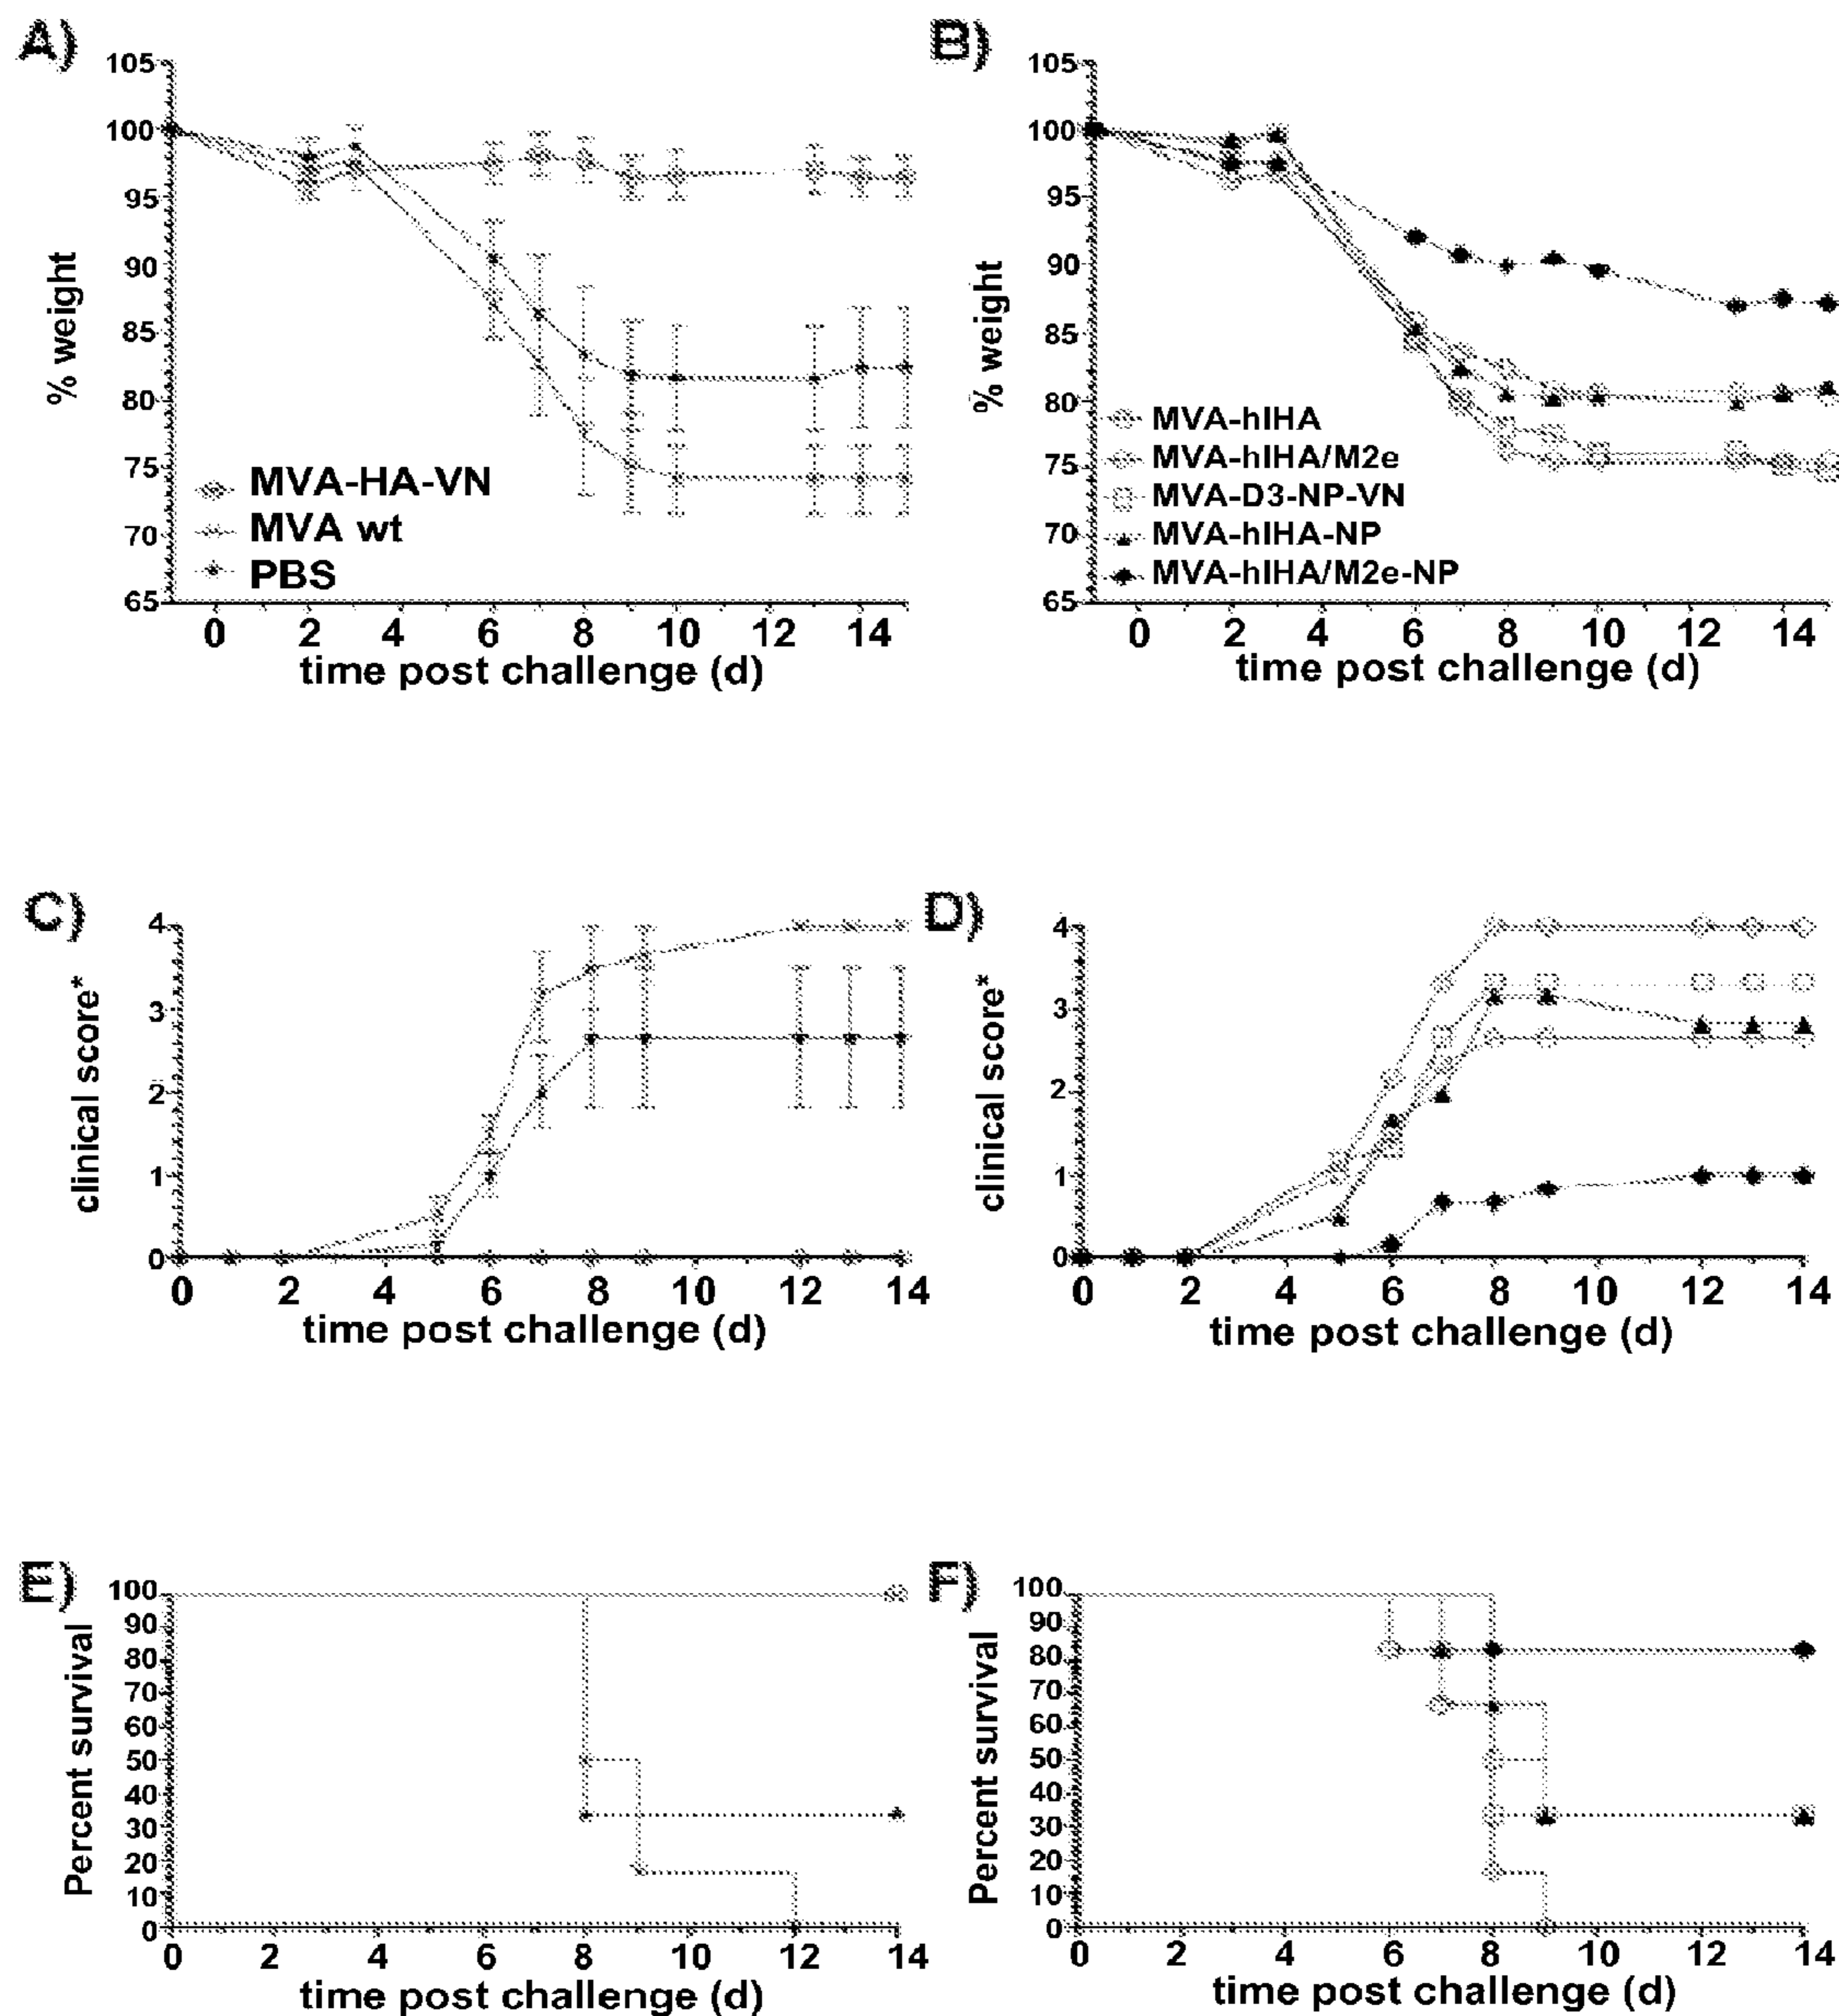 A)
105
100
95
90
85
80
75
70
65
% weight
MVA-HA-VN
MVA wt
PBS
0 2 4 6 8 10 12 14
time post challenge (d)
B)
105
100
95
90
85
80
75
70
65
% weight
MVA-hlHA
MVA-hlHA/M2e
MVA-D3-NP-VN
MVA-hlHA-NP
MVA-hlHA/M2e-NP
0 2 4 6 8 10 12 14
time post challenge (d)
C)
4
3
2
1
0
clinical score*
0 2 4 6 8 10 12 14
time post challenge (d)
D)
4
3
2
1
0
clinical score*
0 2 4 6 8 10 12 14
time post challenge (d)
E)
100
90
80
70
60
50
40
30
20
10
0
Percent survival
0 2 4 6 8 10 12 14
time post challenge (d)
F)
100
90
80
70
60
50
40
30
20
10
0
Percent survival
0 2 4 6 8 10 12 14
time post challenge (d)